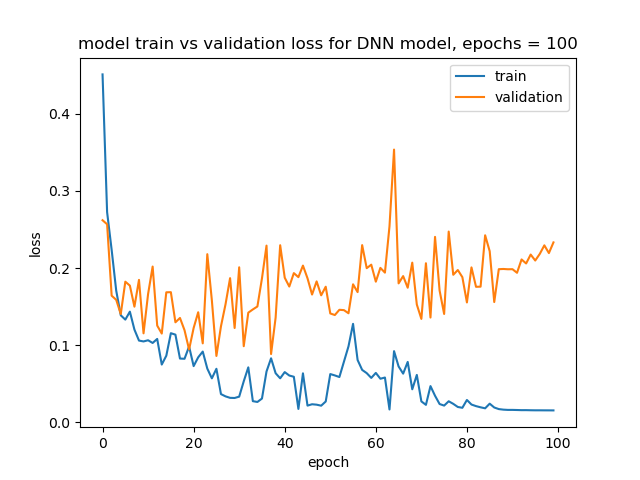 model train vs validation loss for DNN model, epochs = 100
train
validation
0.4
0.3
0.2
0.1
0.0
loss
0 20 40 60 80 100
epoch